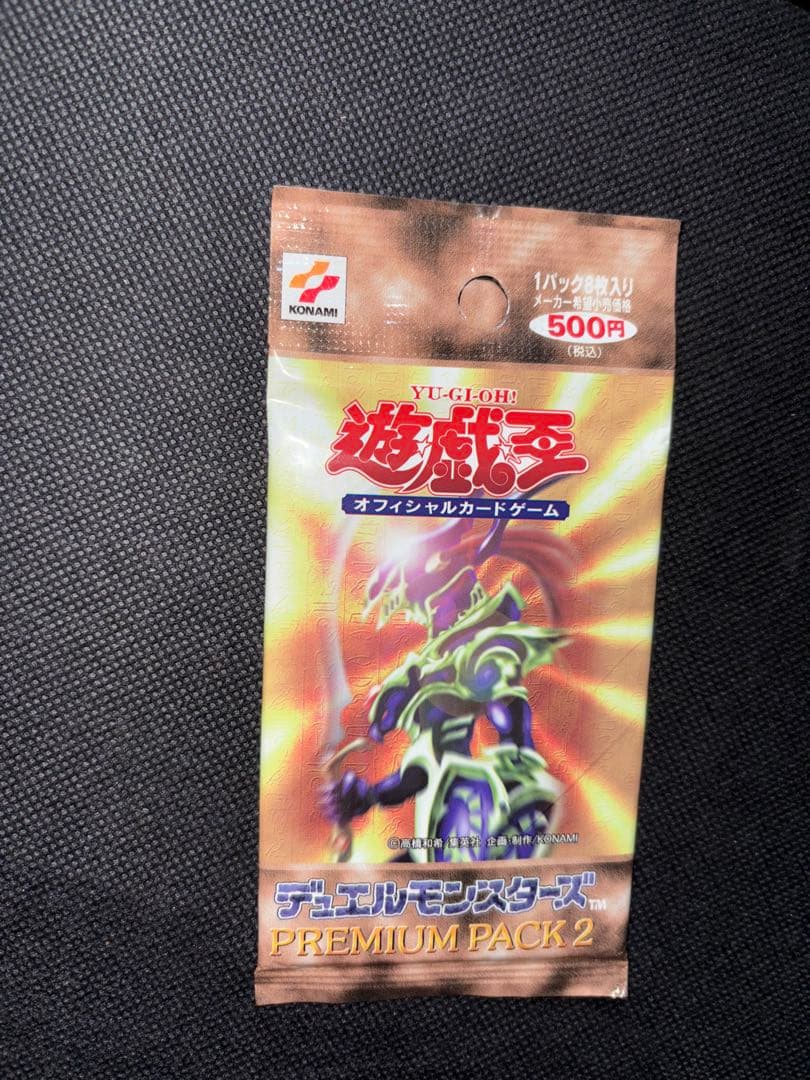 KONAMI
1パック8枚入り
メーカー希望小売価格
500円
(税込)
YU-GI-OH!
遊☆戯☆王
オフィシャルカードゲーム
©高橋和希/集英社 企画・制作/KONAMI
デュエルモンスターズ™
PREMIUM PACK 2